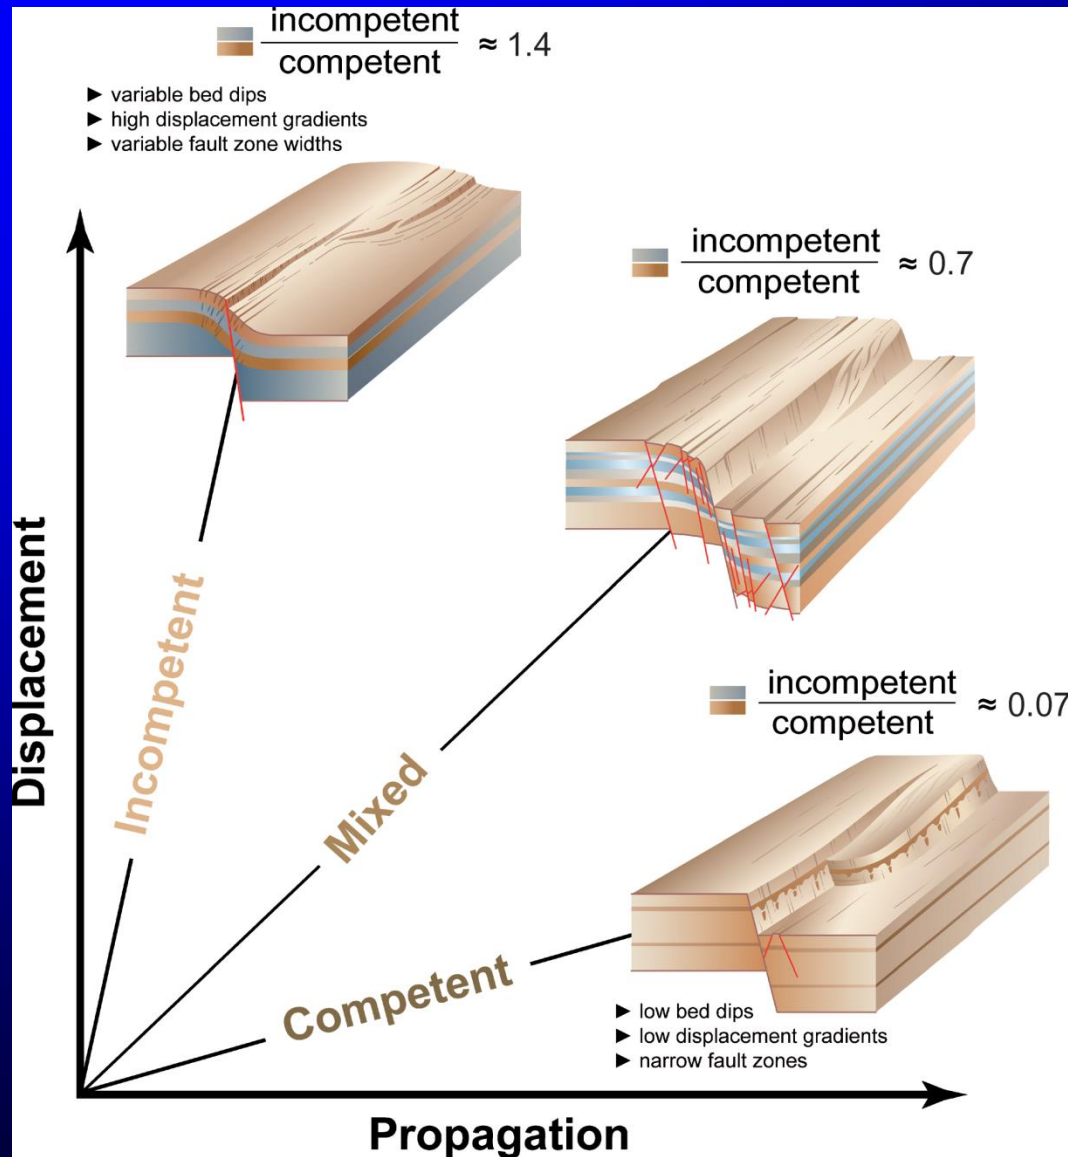 incompetent
competent
≈ 1.4
► variable bed dips
► high displacement gradients
► variable fault zone widths
incompetent
competent
≈ 0.7
incompetent
competent
≈ 0.07
Displacement
Incompetent
Mixed
Competent
► low bed dips
► low displacement gradients
► narrow fault zones
Propagation